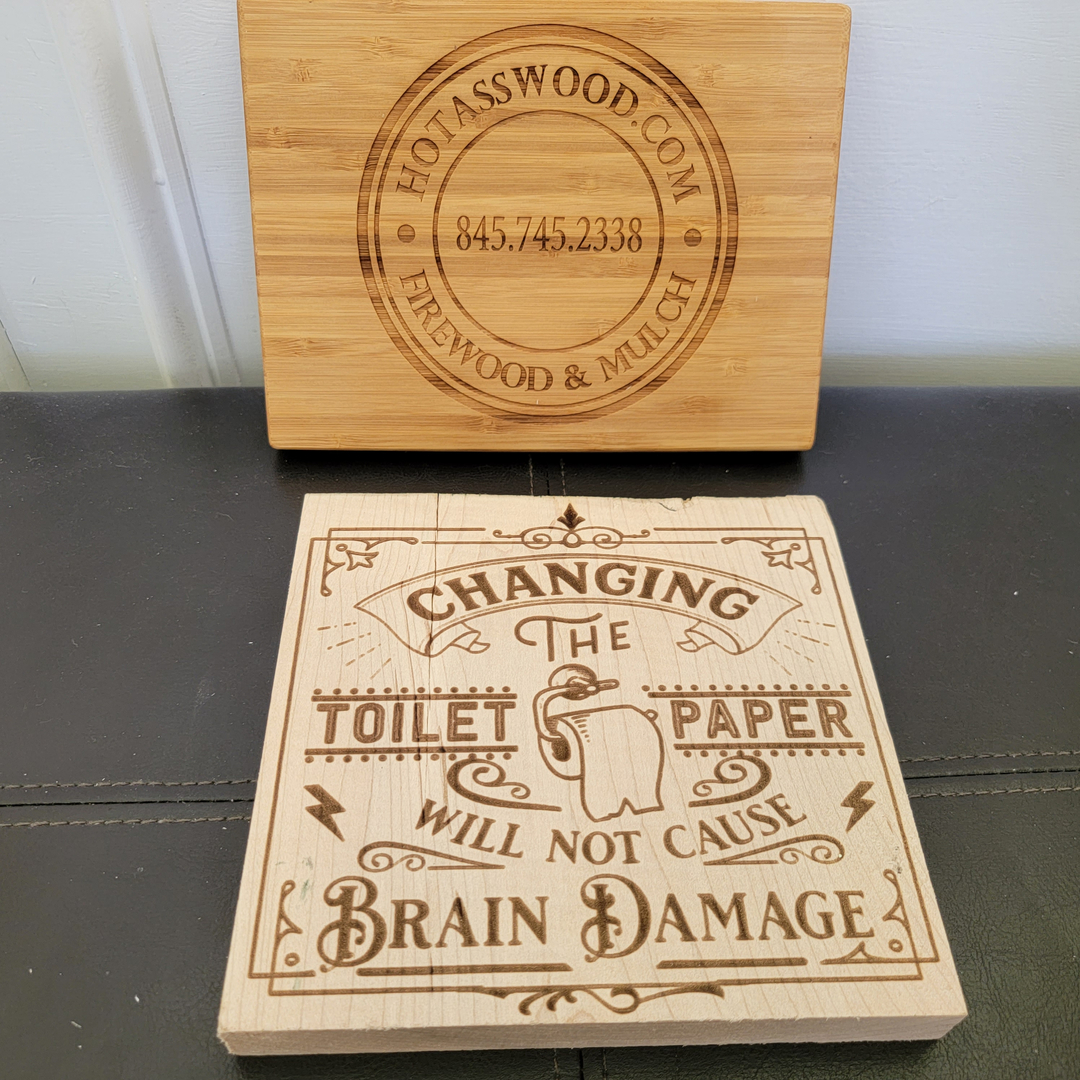 HOTASSWOOD.COM
845.745.2338
FIREWOOD & MULCH
CHANGING
THE
TOILET PAPER
WILL NOT CAUSE
BRAIN DAMAGE